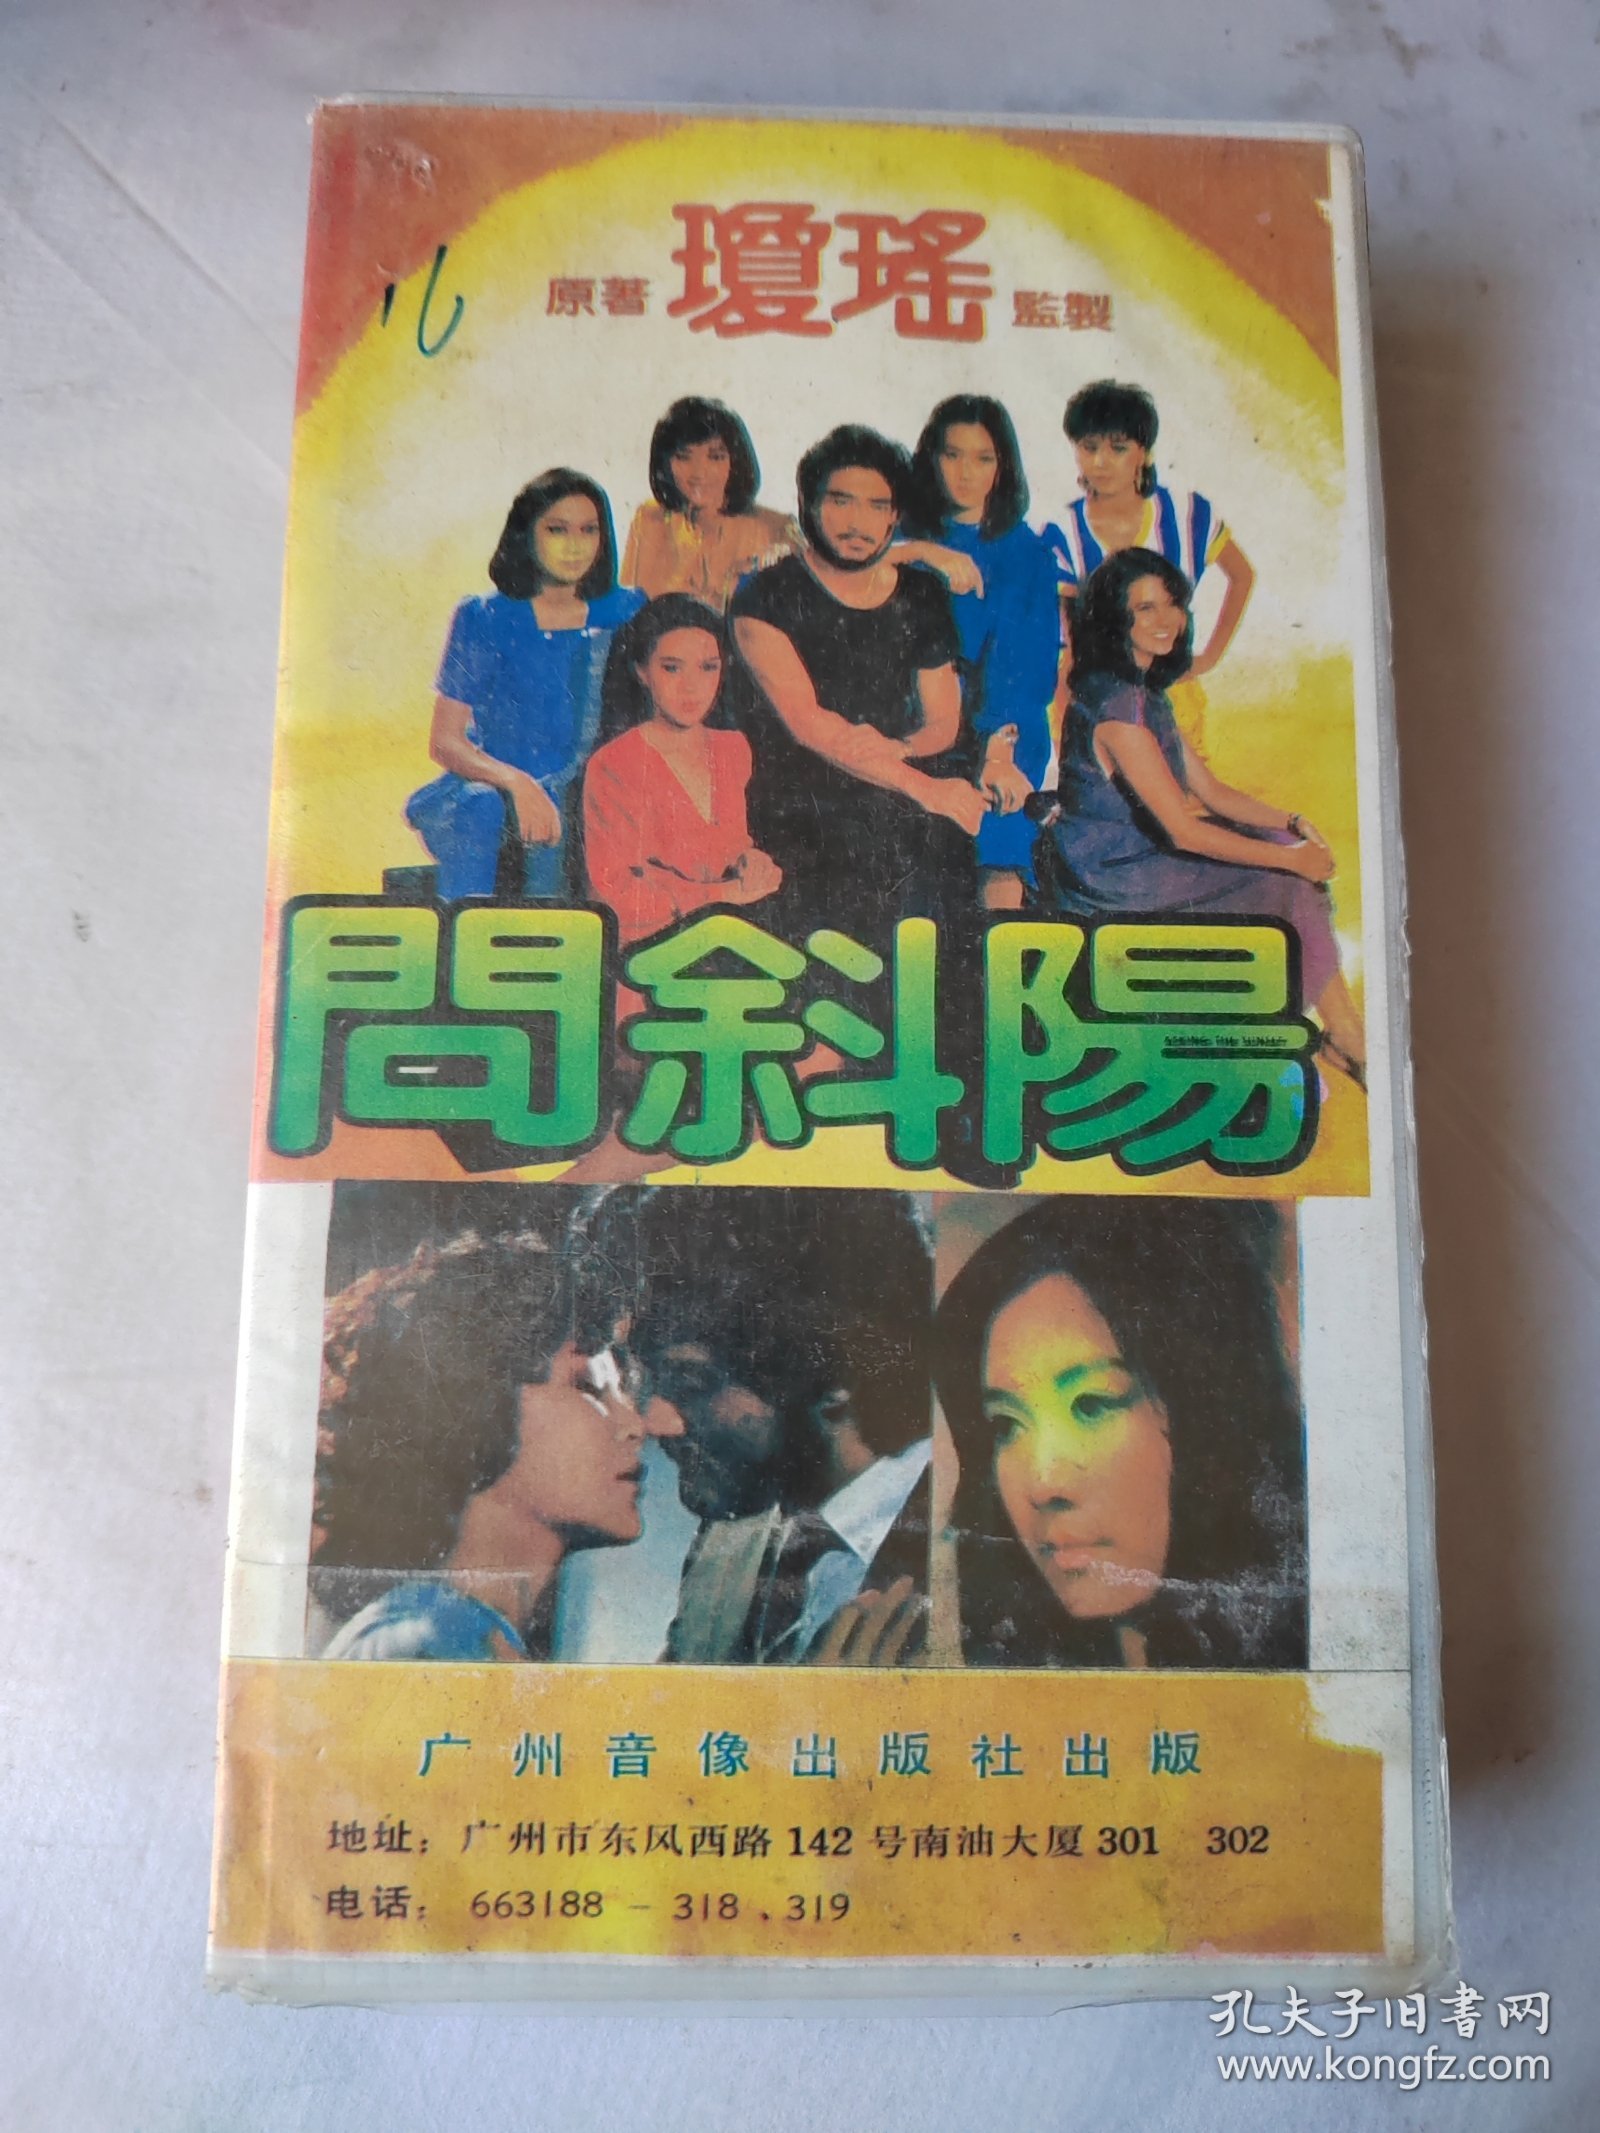 16
原著 瓊瑤 監製
問斜陽
广州音像出版社出版
地址：广州市东风西路142号南油大厦301 302
电话：663188－318、319
孔夫子旧书网
www.kongfz.com